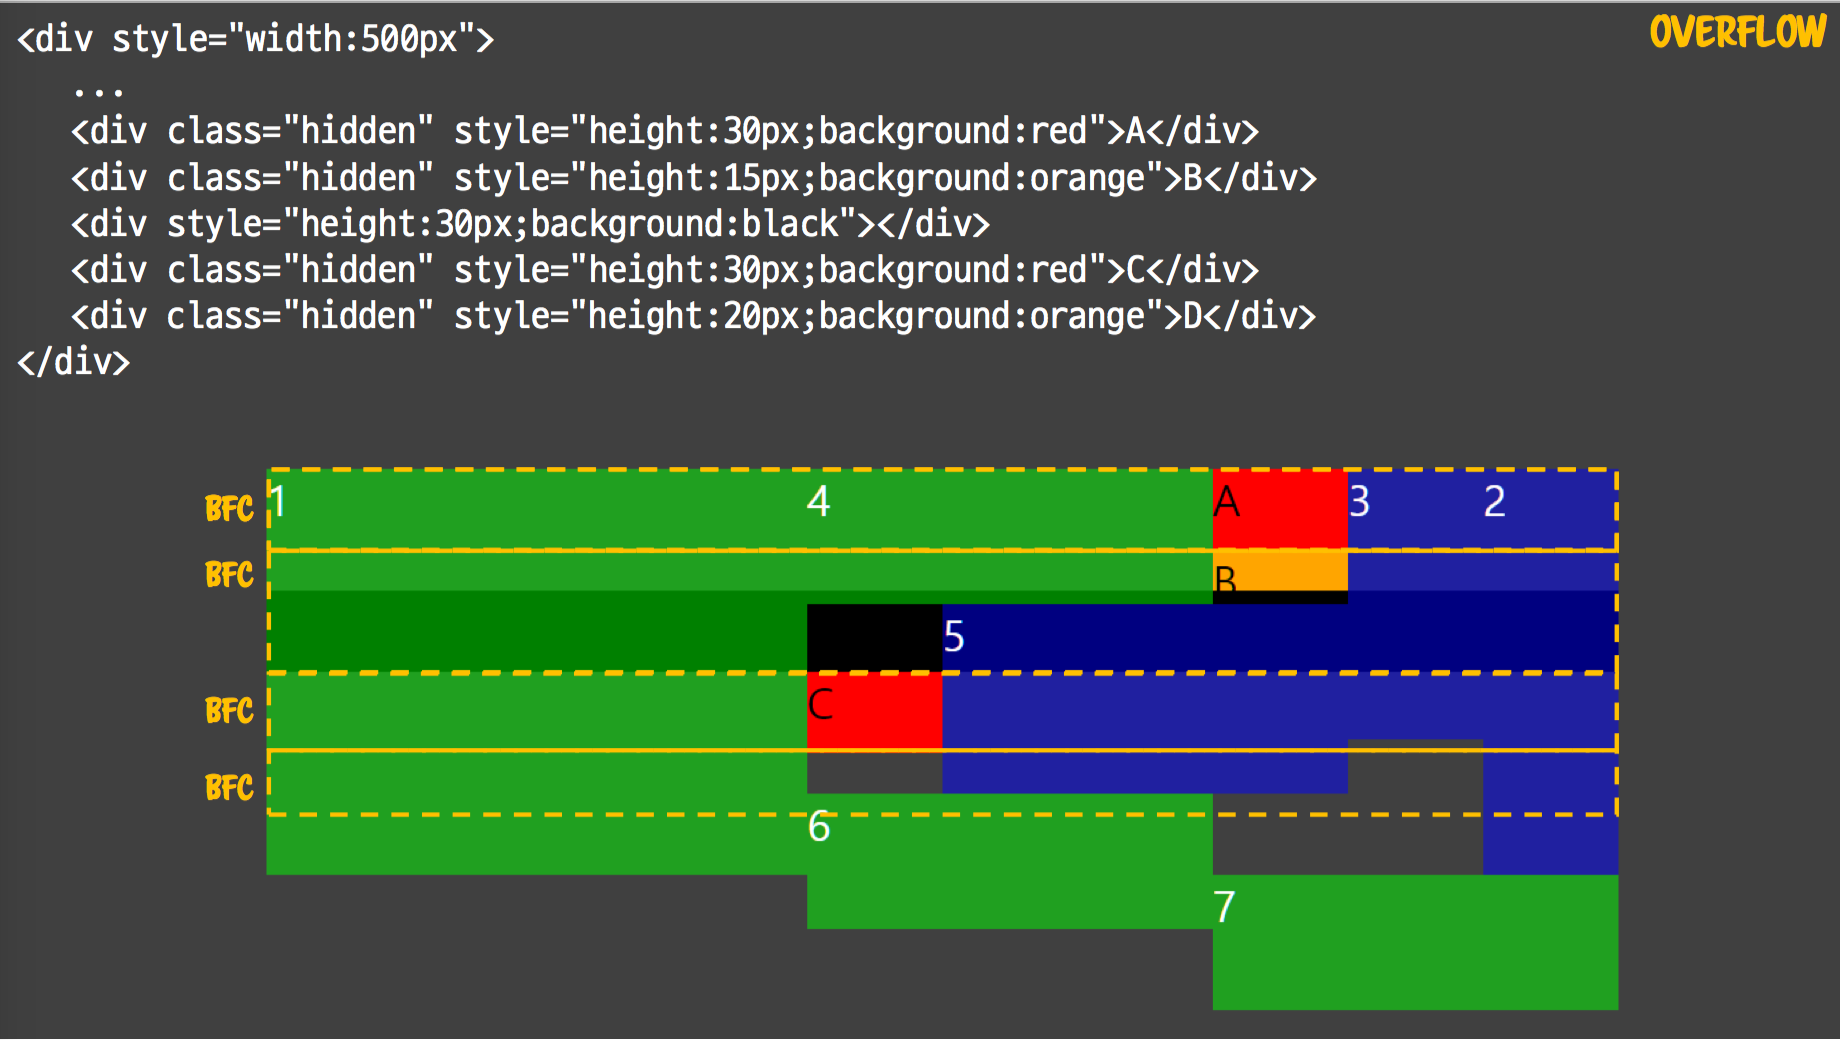 OVERFLOW
<div style="width:500px">
...
<div class="hidden" style="height:30px;background:red">A</div>
<div class="hidden" style="height:15px;background:orange">B</div>
<div style="height:30px;background:black"></div>
<div class="hidden" style="height:30px;background:red">C</div>
<div class="hidden" style="height:20px;background:orange">D</div>
</div>
BFC 1 4 A 3 2
BFC B
5
BFC C
BFC
6
7